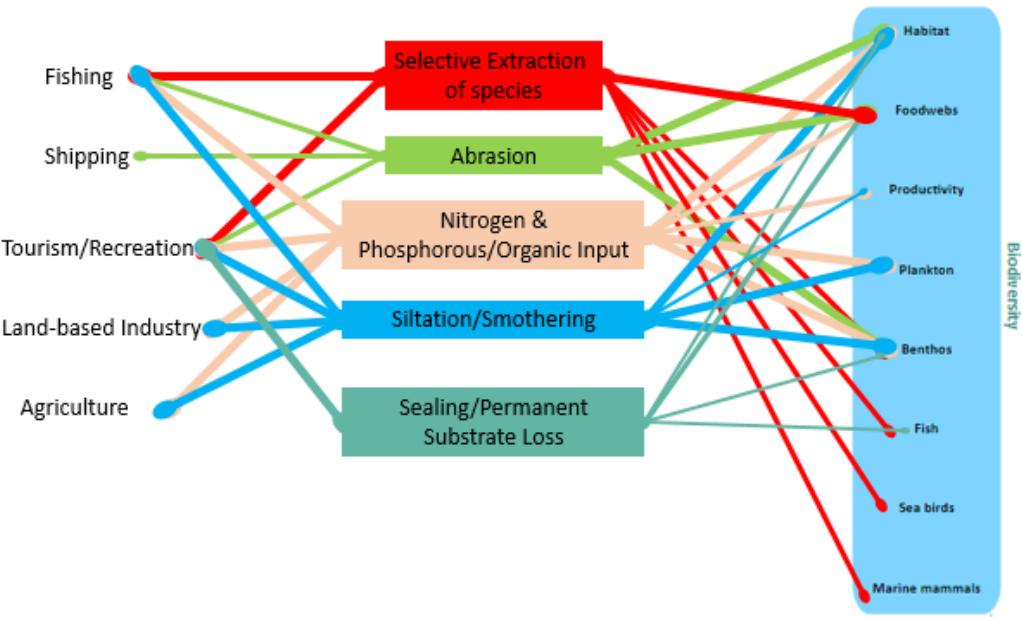 Fishing
Shipping
Tourism/Recreation
Land-based Industry
Agriculture
Selective Extraction
of species
Abrasion
Nitrogen &
Phosphorous/Organic Input
Siltation/Smothering
Sealing/Permanent
Substrate Loss
Habitat
Foodwebs
Productivity
Plankton
Benthos
Fish
Sea birds
Marine mammals
Biodiversity